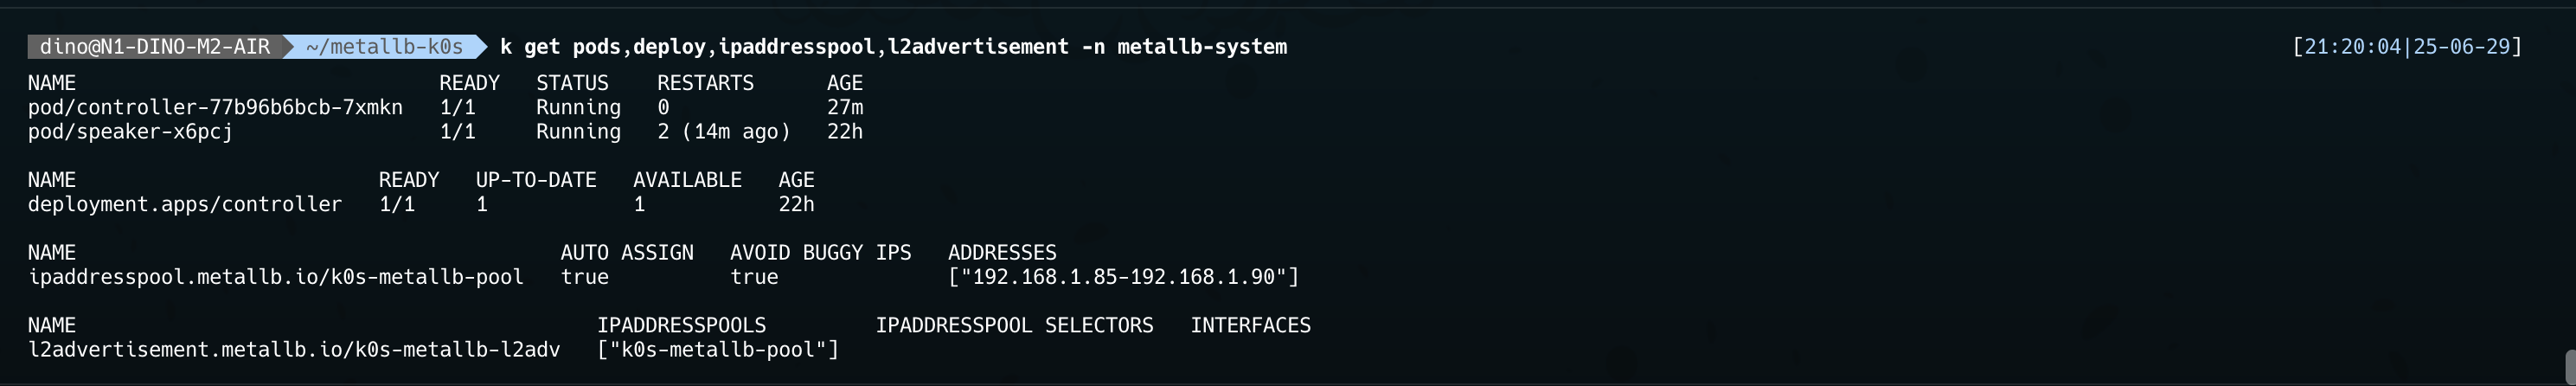 dino@N1-DINO-M2-AIR ~/metallb-k0s k get pods,deploy,ipaddresspool,l2advertisement -n metallb-system [21:20:04|25-06-29]
NAME READY STATUS RESTARTS AGE
pod/controller-77b96b6bcb-7xmkn 1/1 Running 0 27m
pod/speaker-x6pcj 1/1 Running 2 (14m ago) 22h
NAME READY UP-TO-DATE AVAILABLE AGE
deployment.apps/controller 1/1 1 1 22h
NAME AUTO ASSIGN AVOID BUGGY IPS ADDRESSES
ipaddresspool.metallb.io/k0s-metallb-pool true true ["192.168.1.85-192.168.1.90"]
NAME IPADDRESSPOOLS IPADDRESSPOOL SELECTORS INTERFACES
l2advertisement.metallb.io/k0s-metallb-l2adv ["k0s-metallb-pool"]